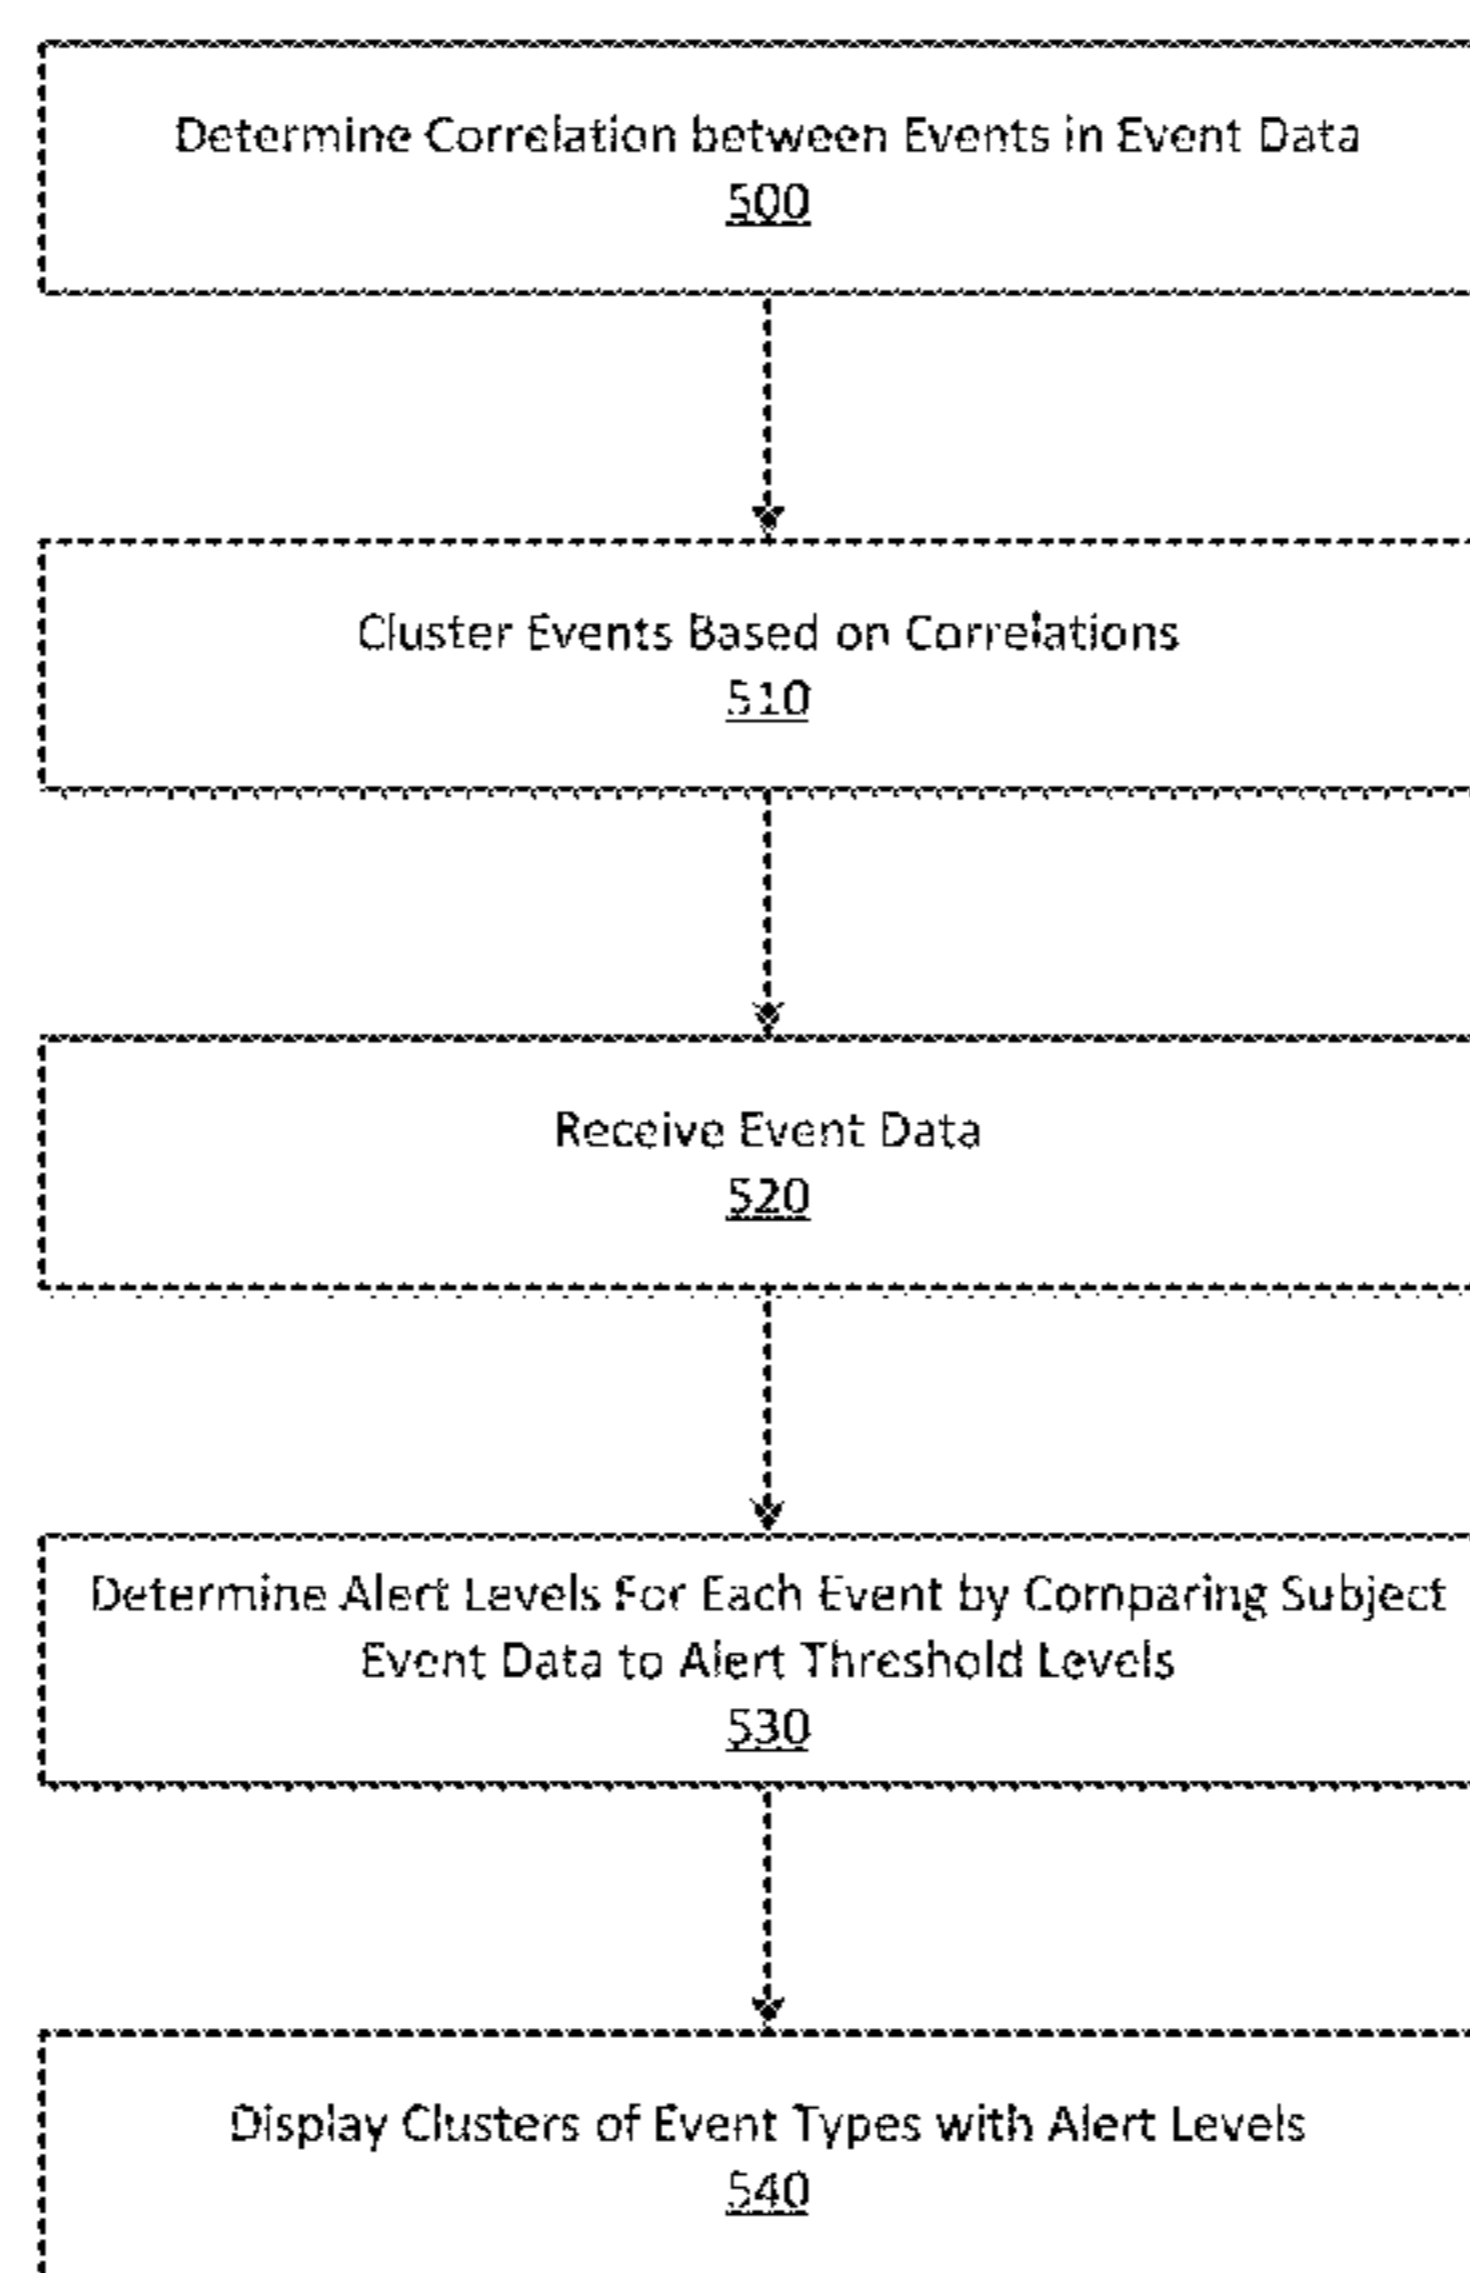 Determine Correlation between Events in Event Data
500
Cluster Events Based on Correlations
510
Receive Event Data
520
Determine Alert Levels For Each Event by Comparing Subject
Event Data to Alert Threshold Levels
530
Display Clusters of Event Types with Alert Levels
540